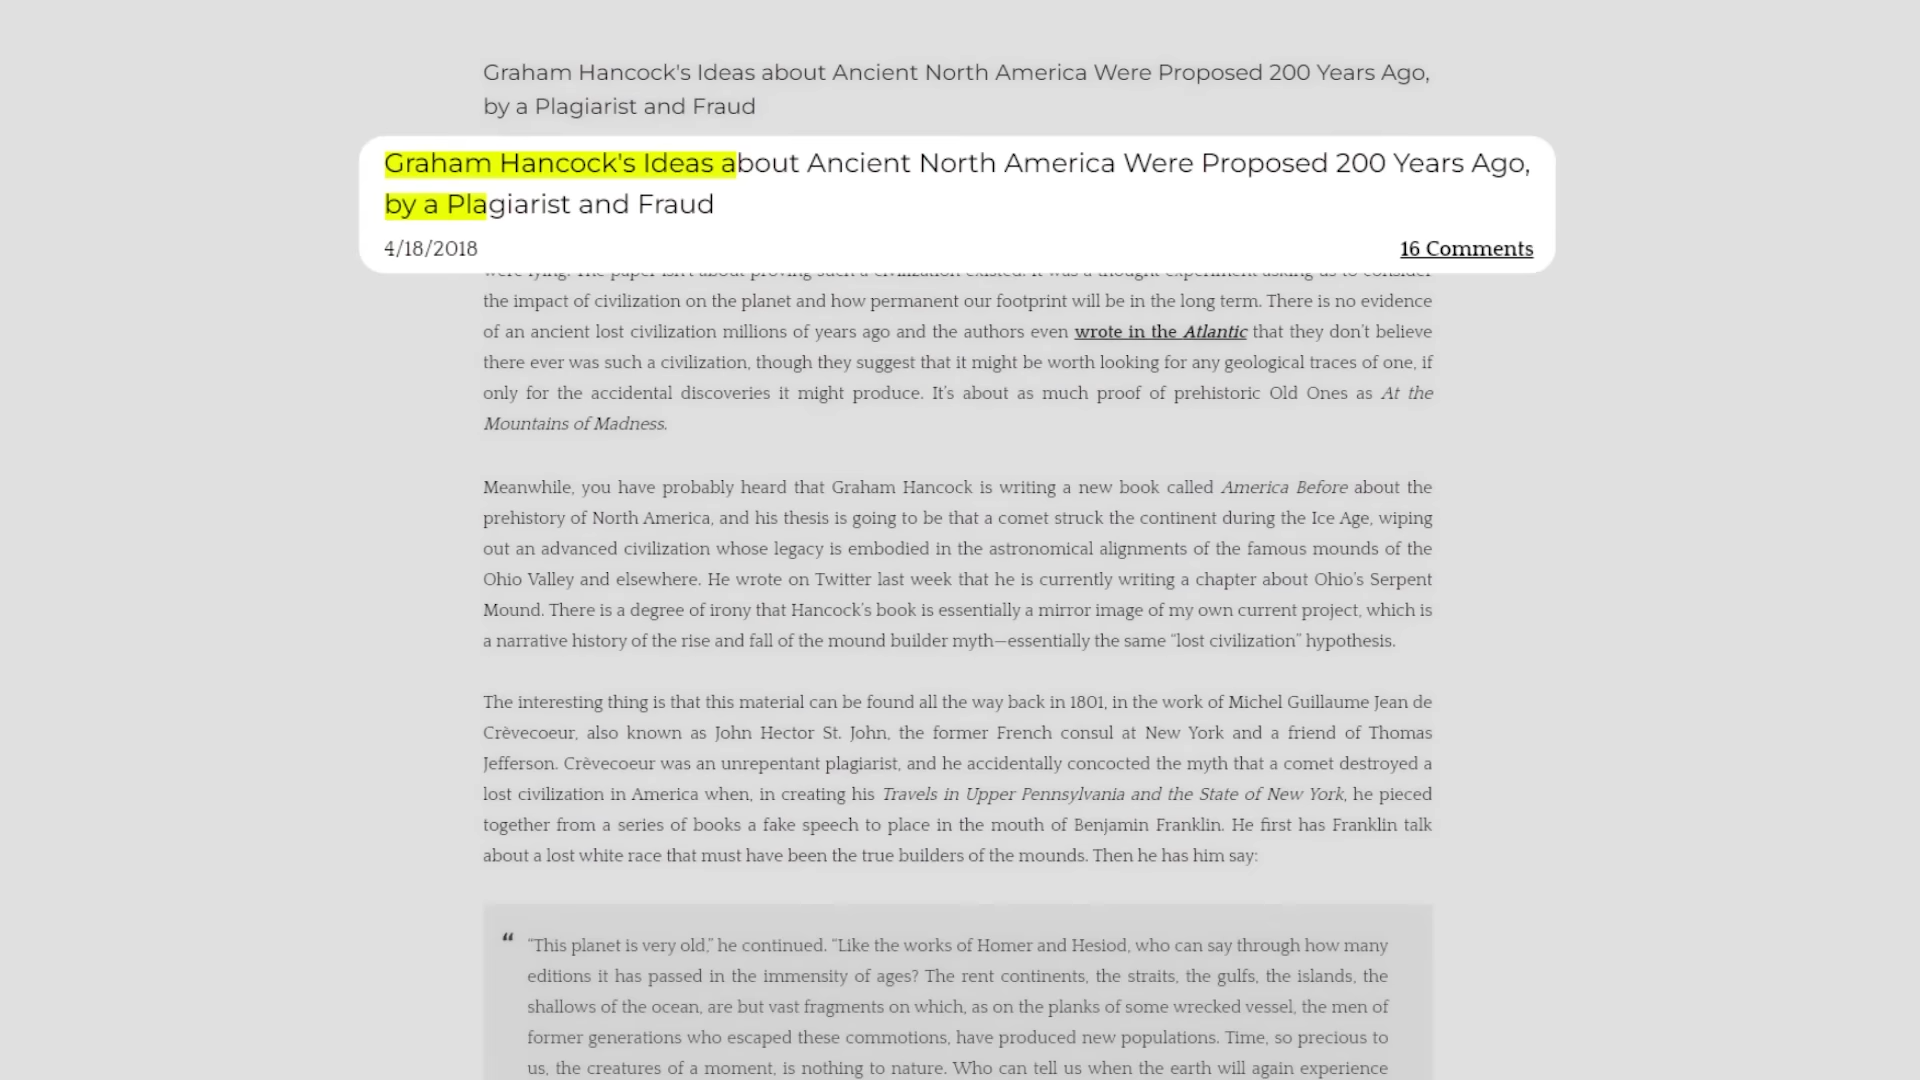 Graham Hancock's Ideas about Ancient North America Were Proposed 200 Years Ago,
by a Plagiarist and Fraud
Graham Hancock's Ideas about Ancient North America Were Proposed 200 Years Ago,
by a Plagiarist and Fraud
4/18/2018
16 Comments
were lying. The paper isn't about proving such a civilization existed. It was a thought experiment asking us to consider
the impact of civilization on the planet and how permanent our footprint will be in the long term. There is no evidence
of an ancient lost civilization millions of years ago and the authors even wrote in the Atlantic that they don't believe
there ever was such a civilization, though they suggest that it might be worth looking for any geological traces of one, if
only for the accidental discoveries it might produce. It's about as much proof of prehistoric Old Ones as At the
Mountains of Madness.
Meanwhile, you have probably heard that Graham Hancock is writing a new book called America Before about the
prehistory of North America, and his thesis is going to be that a comet struck the continent during the Ice Age, wiping
out an advanced civilization whose legacy is embodied in the astronomical alignments of the famous mounds of the
Ohio Valley and elsewhere. He wrote on Twitter last week that he is currently writing a chapter about Ohio's Serpent
Mound. There is a degree of irony that Hancock's book is essentially a mirror image of my own current project, which is
a narrative history of the rise and fall of the mound builder myth—essentially the same "lost civilization" hypothesis.
The interesting thing is that this material can be found all the way back in 1801, in the work of Michel Guillaume Jean de
Crèvecoeur, also known as John Hector St. John, the former French consul at New York and a friend of Thomas
Jefferson. Crèvecoeur was an unrepentant plagiarist, and he accidentally concocted the myth that a comet destroyed a
lost civilization in America when, in creating his Travels in Upper Pennsylvania and the State of New York, he pieced
together from a series of books a fake speech to place in the mouth of Benjamin Franklin. He first has Franklin talk
about a lost white race that must have been the true builders of the mounds. Then he has him say:
“ "This planet is very old," he continued. "Like the works of Homer and Hesiod, who can say through how many
editions it has passed in the immensity of ages? The rent continents, the straits, the gulfs, the islands, the
shallows of the ocean, are but vast fragments on which, as on the planks of some wrecked vessel, the men of
former generations who escaped these commotions, have produced new populations. Time, so precious to
us, the creatures of a moment, is nothing to nature. Who can tell us when the earth will again experience